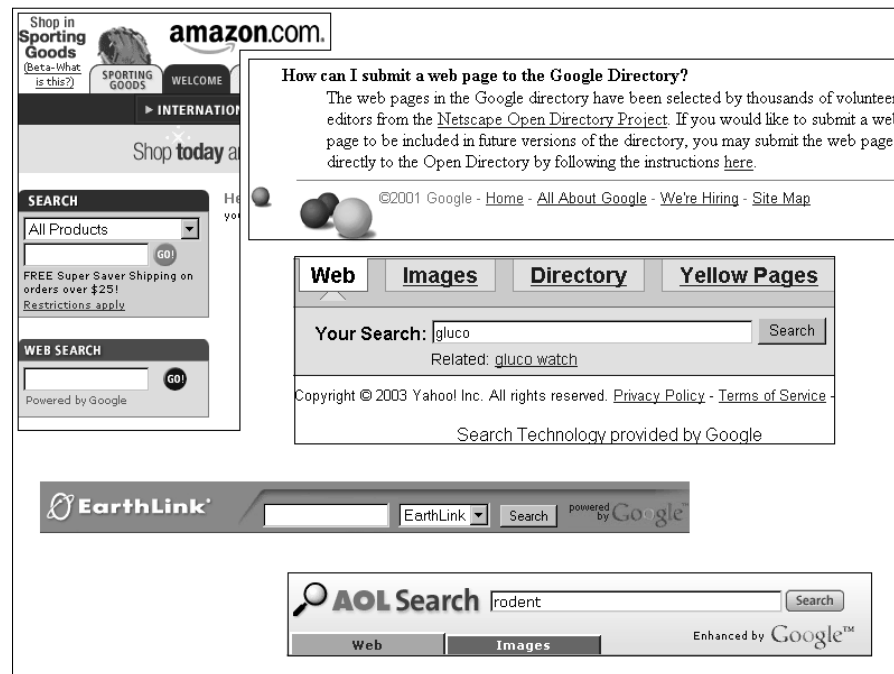 Shop in
Sporting
Goods
(Beta-What
is this?)
amazon.com.
SPORTING
GOODS
WELCOME
INTERNATIO
Shop today a
SEARCH
All Products
GO!
FREE Super Saver Shipping on
orders over $25!
Restrictions apply
WEB SEARCH
GO!
Powered by Google
He
yo
How can I submit a web page to the Google Directory?
The web pages in the Google directory have been selected by thousands of voluntee
editors from the Netscape Open Directory Project. If you would like to submit a we
page to be included in future versions of the directory, you may submit the web page
directly to the Open Directory by following the instructions here.
©2001 Google - Home - All About Google - We're Hiring - Site Map
Web Images Directory Yellow Pages
Your Search: gluco Search
Related: gluco watch
Copyright © 2003 Yahoo! Inc. All rights reserved. Privacy Policy - Terms of Service -
Search Technology provided by Google
EarthLink EarthLink Search powered by Google™
AOL Search rodent Search
Web Images Enhanced by Google™